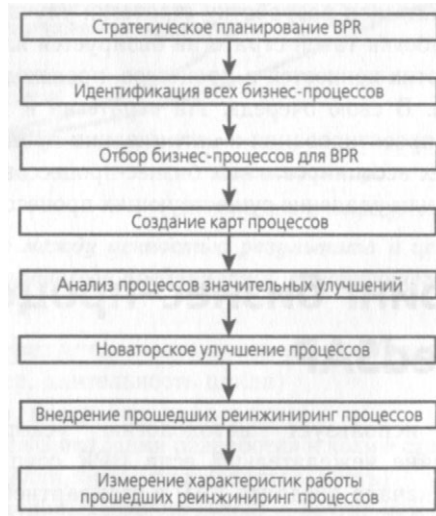 Стратегическое планирование BPR
Идентификация всех бизнес-процессов
Отбор бизнес-процессов для BPR
Создание карт процессов
Анализ процессов значительных улучшений
Новаторское улучшение процессов
Внедрение прошедших реинжиниринг процессов
Измерение характеристик работы
прошедших реинжиниринг процессов